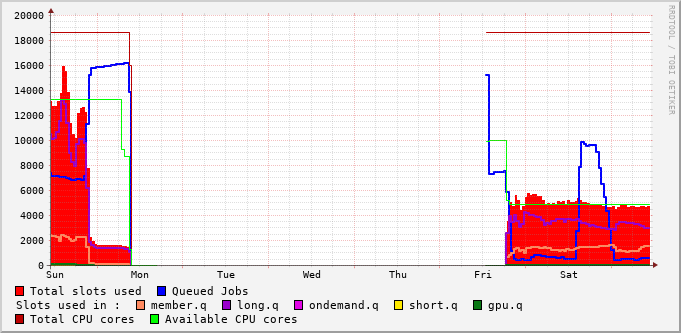 20000
18000
16000
14000
12000
10000
8000
6000
4000
2000
0
Sun Mon Tue Wed Thu Fri Sat
Total slots used Queued Jobs
Slots used in : member.q long.q ondemand.q short.q gpu.q
Total CPU cores Available CPU cores
RRDTOOL / TOBI OETIKER